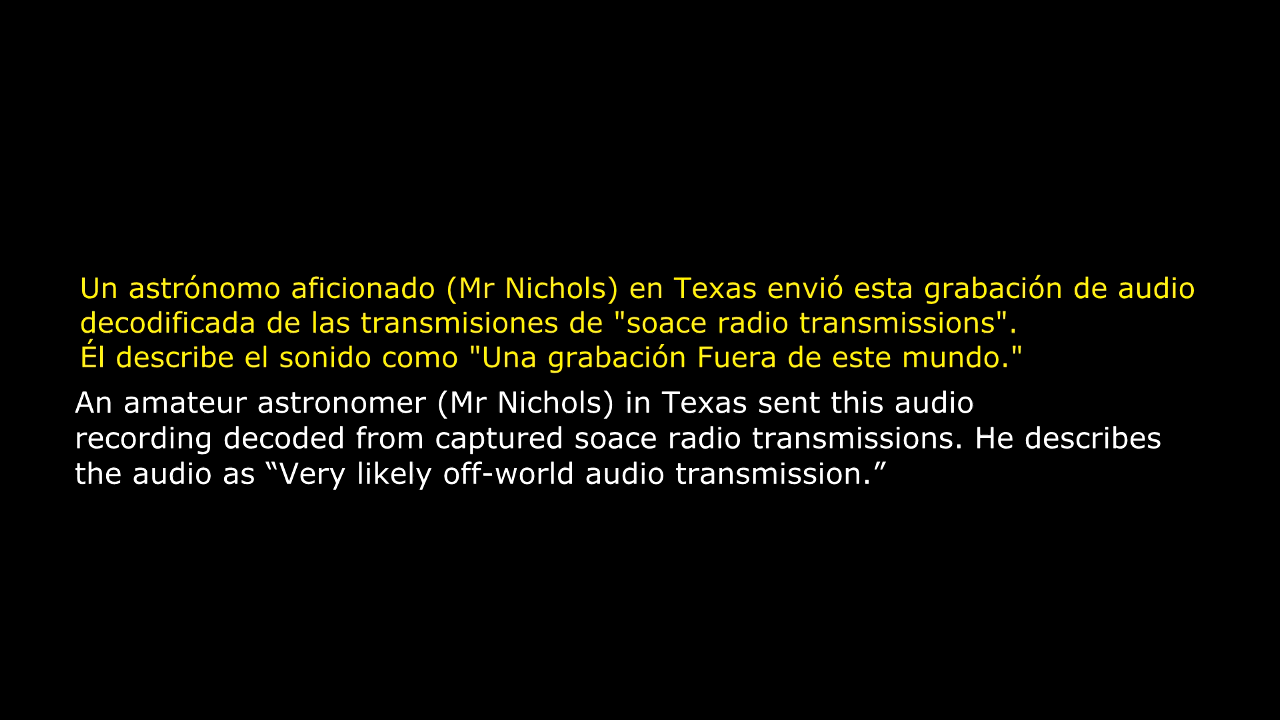 Un astrónomo aficionado (Mr Nichols) en Texas envió esta grabación de audio
decodificada de las transmisiones de "soace radio transmissions".
Él describe el sonido como "Una grabación Fuera de este mundo."
An amateur astronomer (Mr Nichols) in Texas sent this audio
recording decoded from captured soace radio transmissions. He describes
the audio as “Very likely off-world audio transmission.”